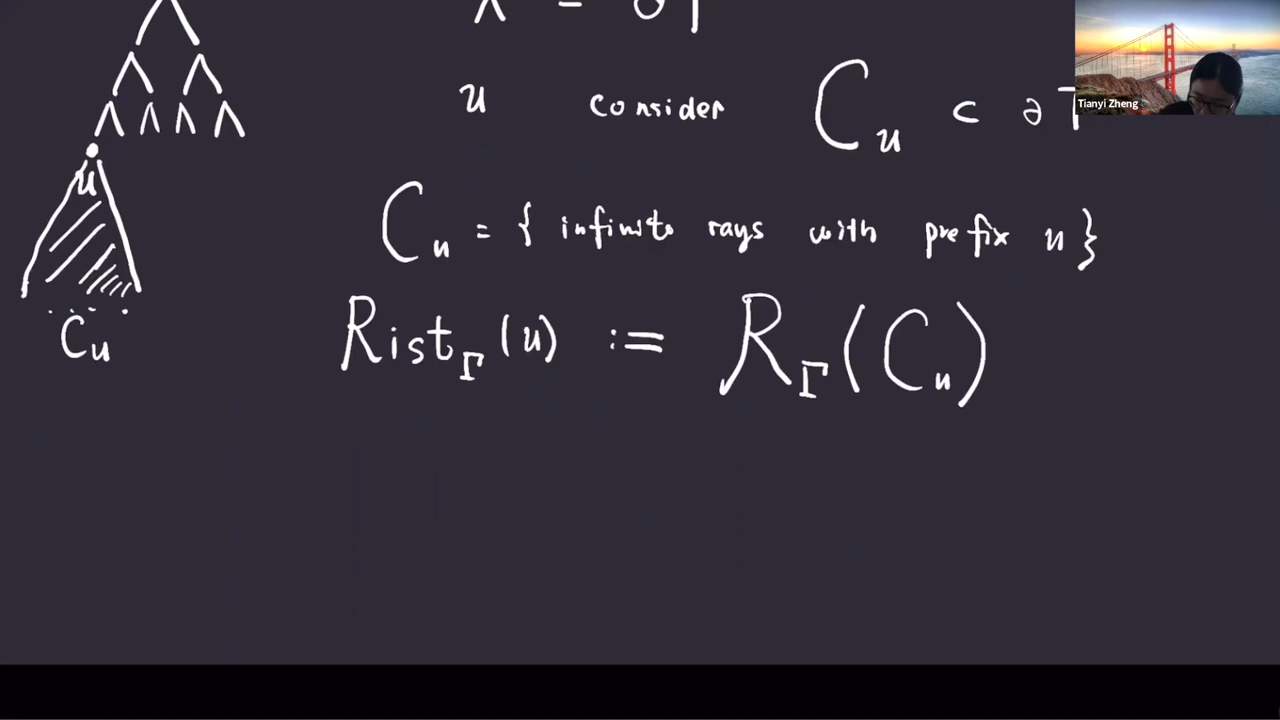 X = ∂T
u consider C_u ⊂ ∂T
Tianyi Zheng
u
C_u = { infinite rays with prefix u }
C_u
Rist_Γ (u) := R_Γ (C_u)